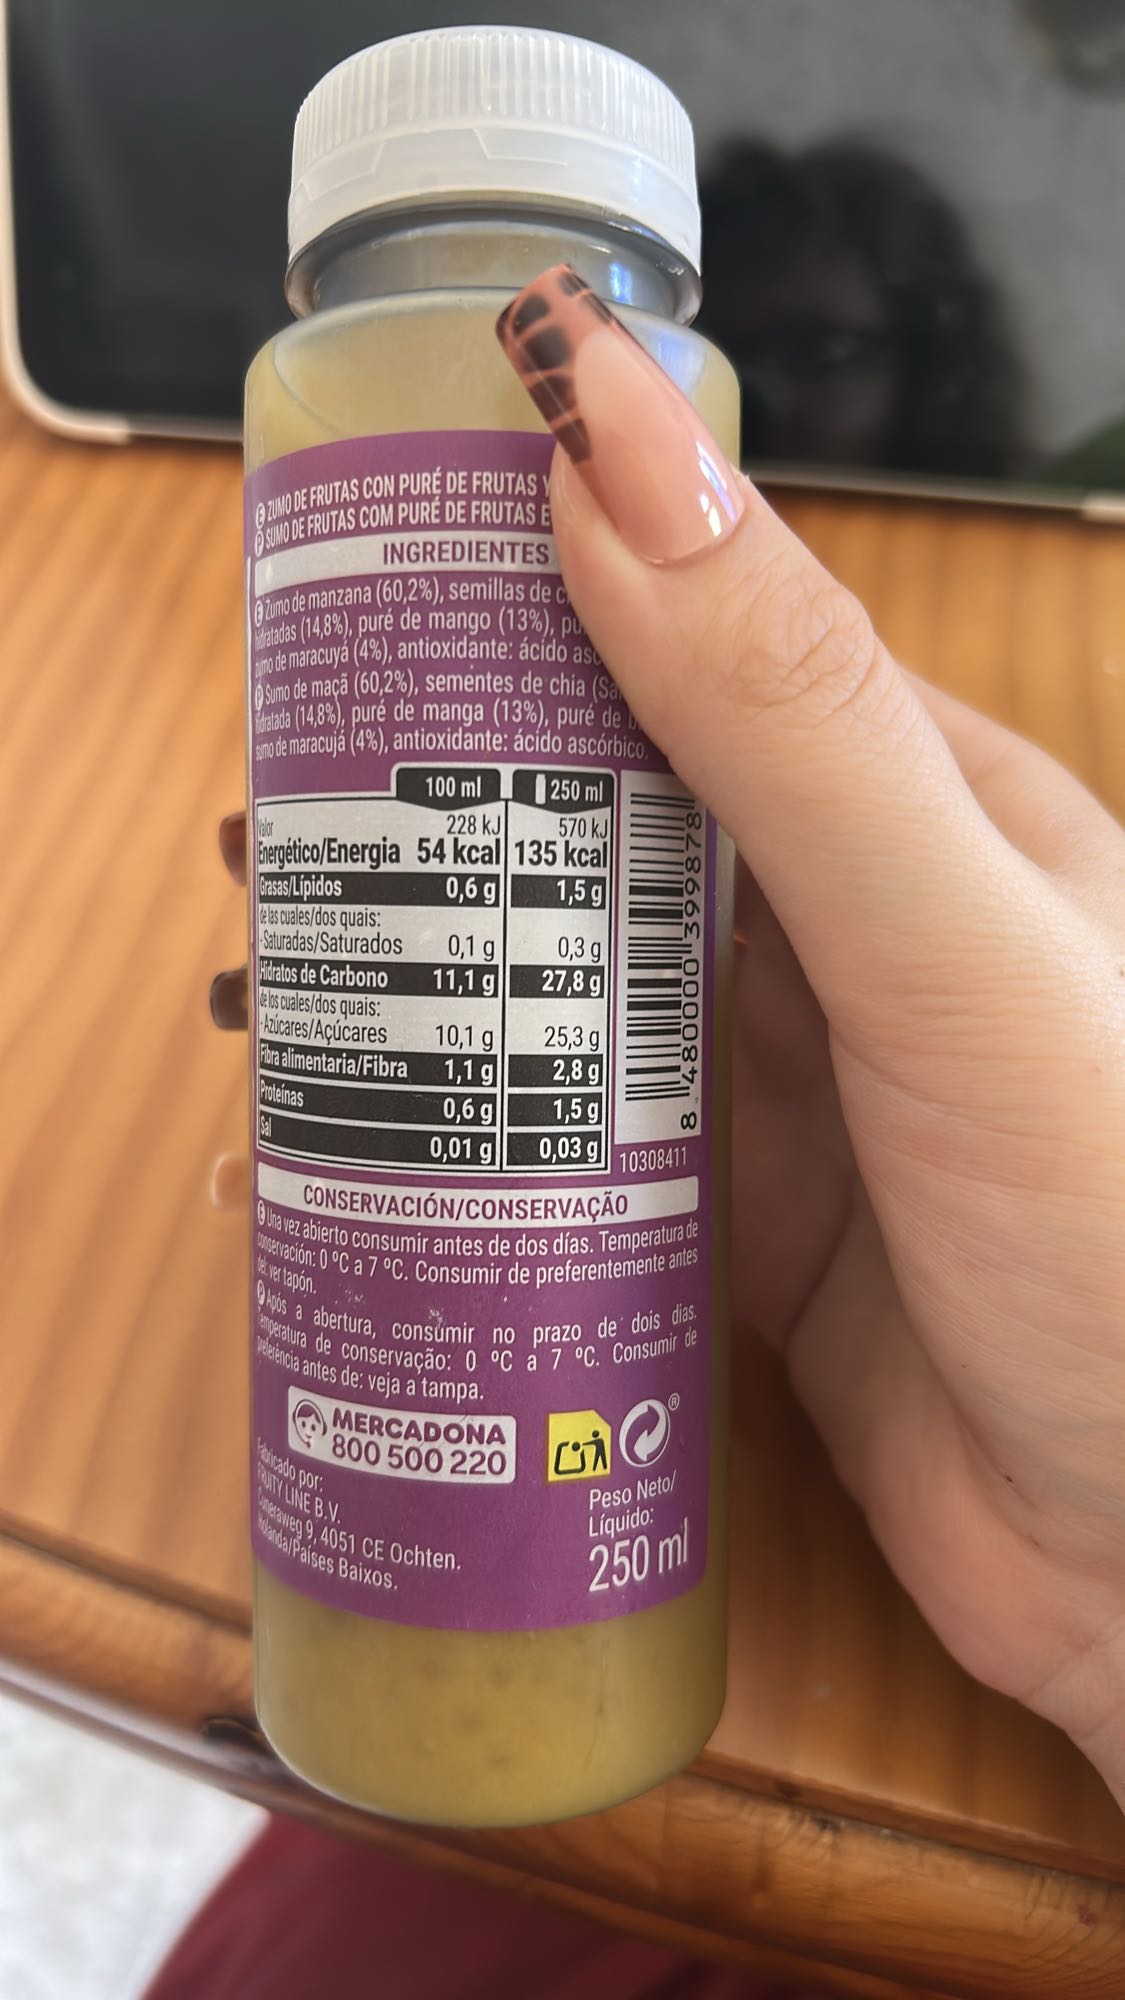 E ZUMO DE FRUTAS CON PURÉ DE FRUTAS Y
P SUMO DE FRUTAS COM PURÉ DE FRUTAS E
INGREDIENTES
E Zumo de manzana (60,2%), semillas de
hidratadas (14,8%), puré de mango (13%),
zumo de maracuyá (4%), antioxidante: ácido
P Sumo de maçã (60,2%), sementes de chia
hidratada (14,8%), puré de manga (13%), puré de
sumo de maracujá (4%), antioxidante: ácido ascórbico.
100 ml 250 ml
Valor 228 kJ 570 kJ
Energético/Energia 54 kcal 135 kcal
Grasas/Lípidos 0,6 g 1,5 g
de las cuales/dos quais:
-Saturadas/Saturados 0,1 g 0,3 g
Hidratos de Carbono 11,1 g 27,8 g
de los cuales/dos quais:
-Azúcares/Açúcares 10,1 g 25,3 g
Fibra alimentaria/Fibra 1,1 g 2,8 g
Proteínas 0,6 g 1,5 g
Sal 0,01 g 0,03 g
8 480000 399878
10308411
CONSERVACIÓN/CONSERVAÇÃO
E Una vez abierto consumir antes de dos días. Temperatura de
conservación: 0 ºC a 7 ºC. Consumir de preferentemente antes
del: ver tapón.
P Após a abertura, consumir no prazo de dois dias.
Temperatura de conservação: 0 ºC a 7 ºC. Consumir de
preferência antes de: veja a tampa.
MERCADONA
800 500 220
Fabricado por:
FRUITY LINE B.V.
Cuneraweg 9, 4051 CE Ochten.
Holanda/Países Baixos.
®
Peso Neto/
Líquido:
250 ml